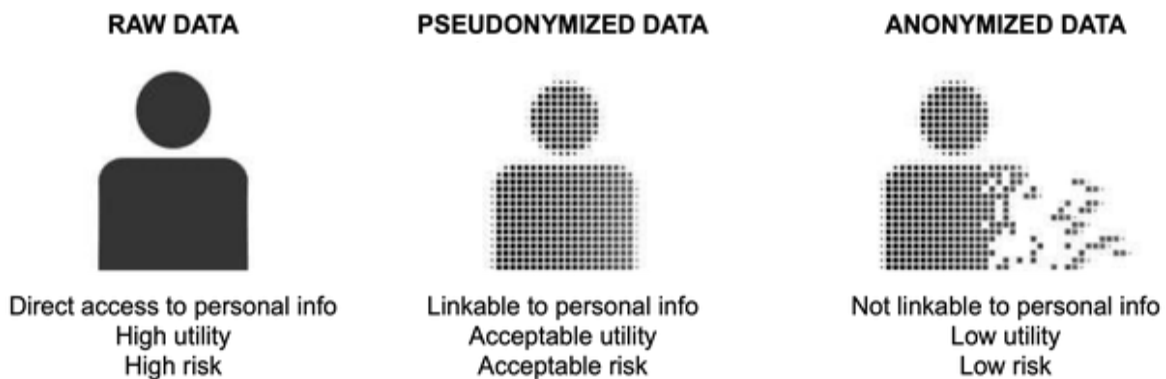 RAW DATA
Direct access to personal info
High utility
High risk
PSEUDONYMIZED DATA
Linkable to personal info
Acceptable utility
Acceptable risk
ANONYMIZED DATA
Not linkable to personal info
Low utility
Low risk